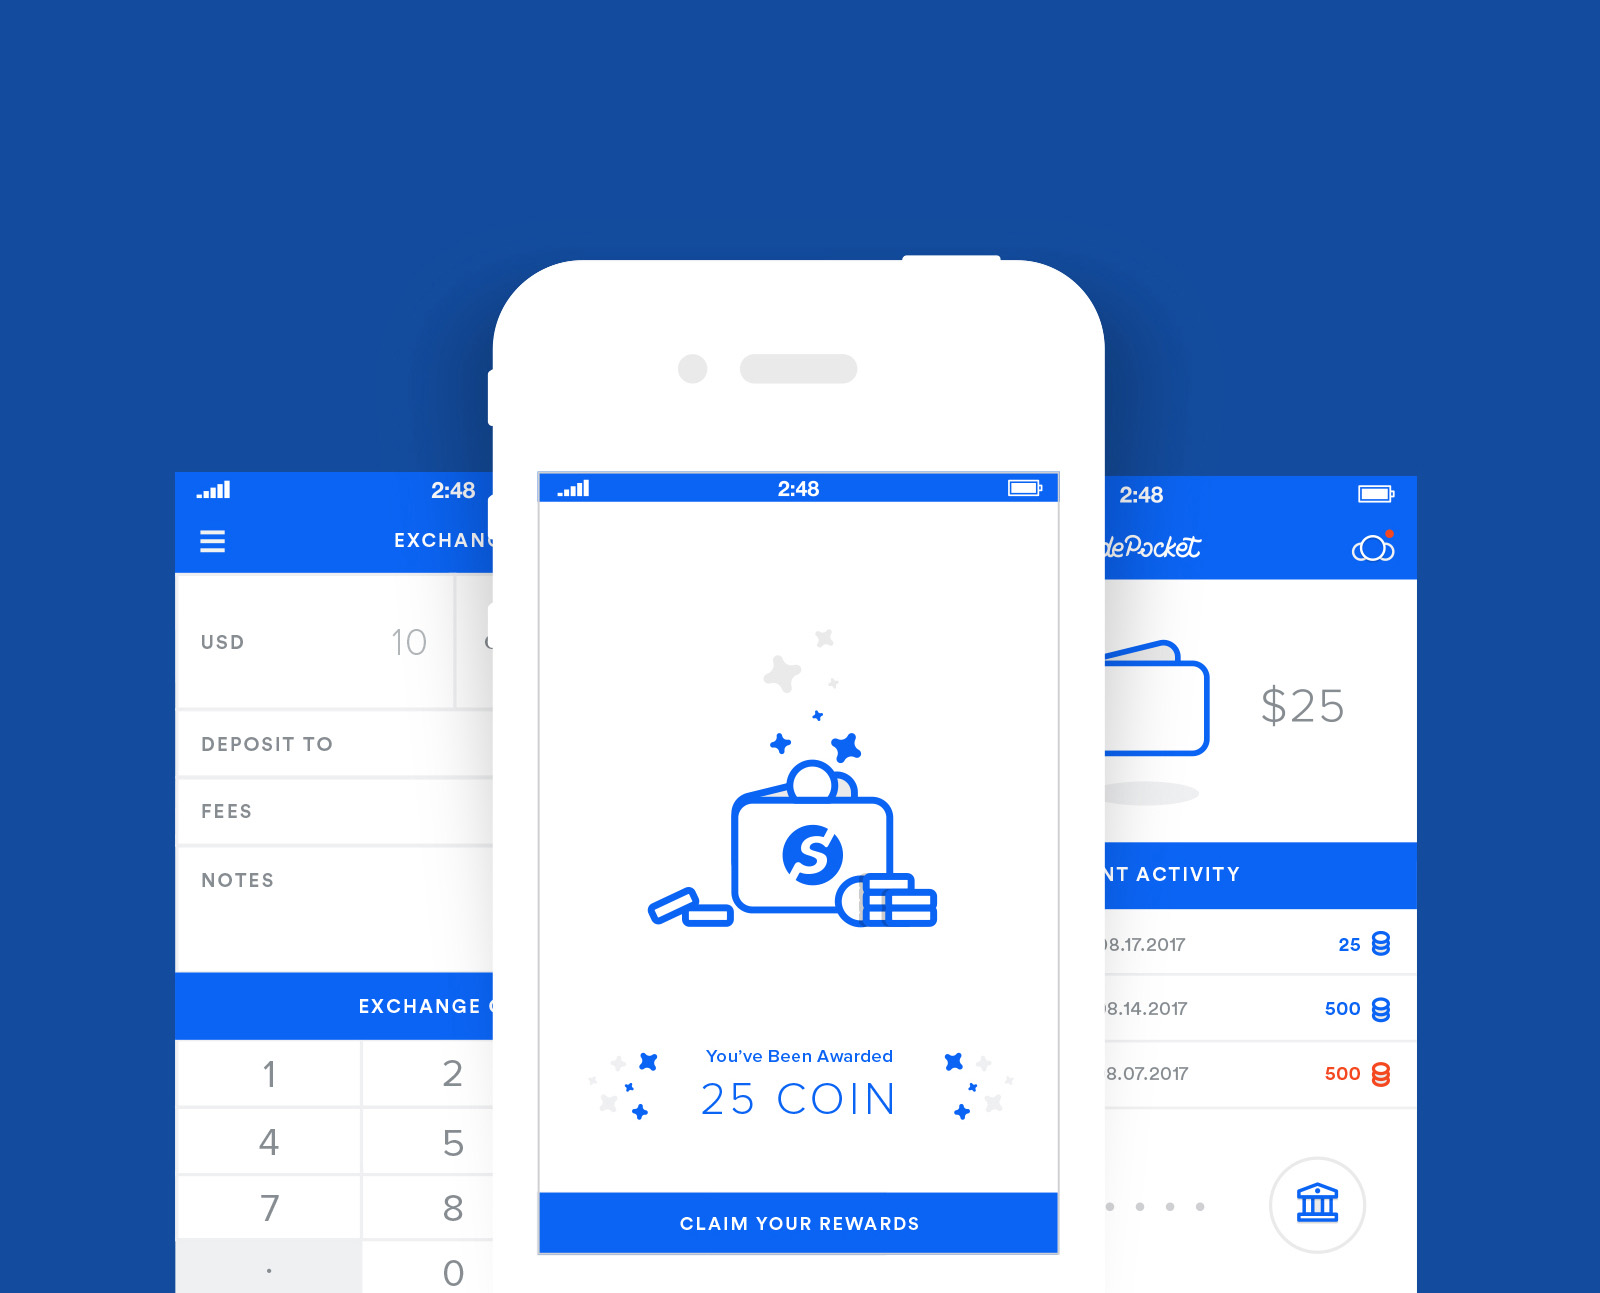 2:48
EXCHAN
USD 10
DEPOSIT TO
FEES
NOTES
EXCHANGE
1 2
4 5
7 8
. 0
2:48
S
You've Been Awarded
25 COIN
CLAIM YOUR REWARDS
2:48
dePocket
$25
NT ACTIVITY
08.17.2017 25
08.14.2017 500
8.07.2017 500